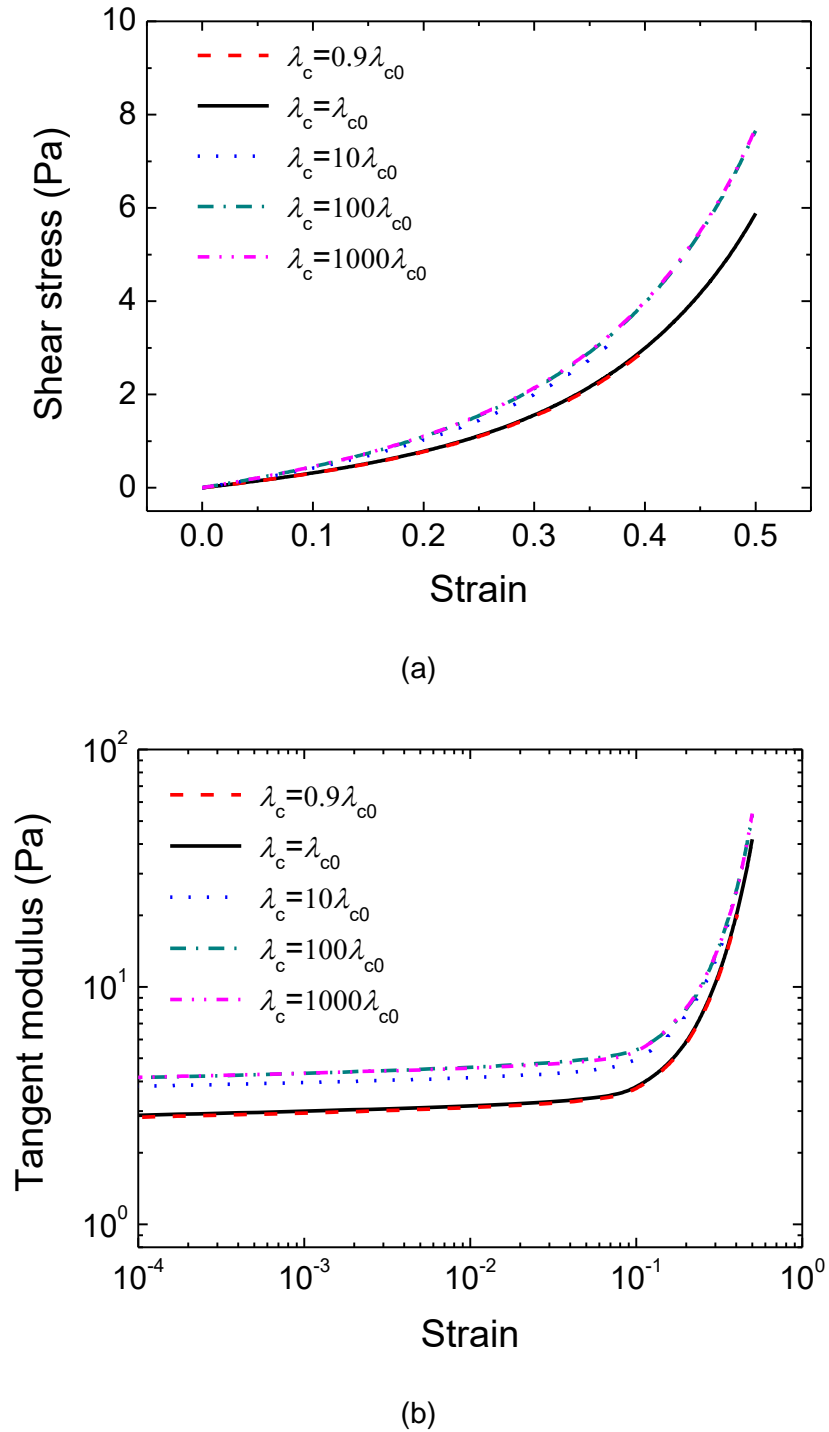 10
8
6
4
2
0
Shear stress (Pa)
λc=0.9λc0
λc=λc0
λc=10λc0
λc=100λc0
λc=1000λc0
0.0 0.1 0.2 0.3 0.4 0.5
Strain
(a)
10^2
10^1
10^0
Tangent modulus (Pa)
λc=0.9λc0
λc=λc0
λc=10λc0
λc=100λc0
λc=1000λc0
10^-4 10^-3 10^-2 10^-1 10^0
Strain
(b)